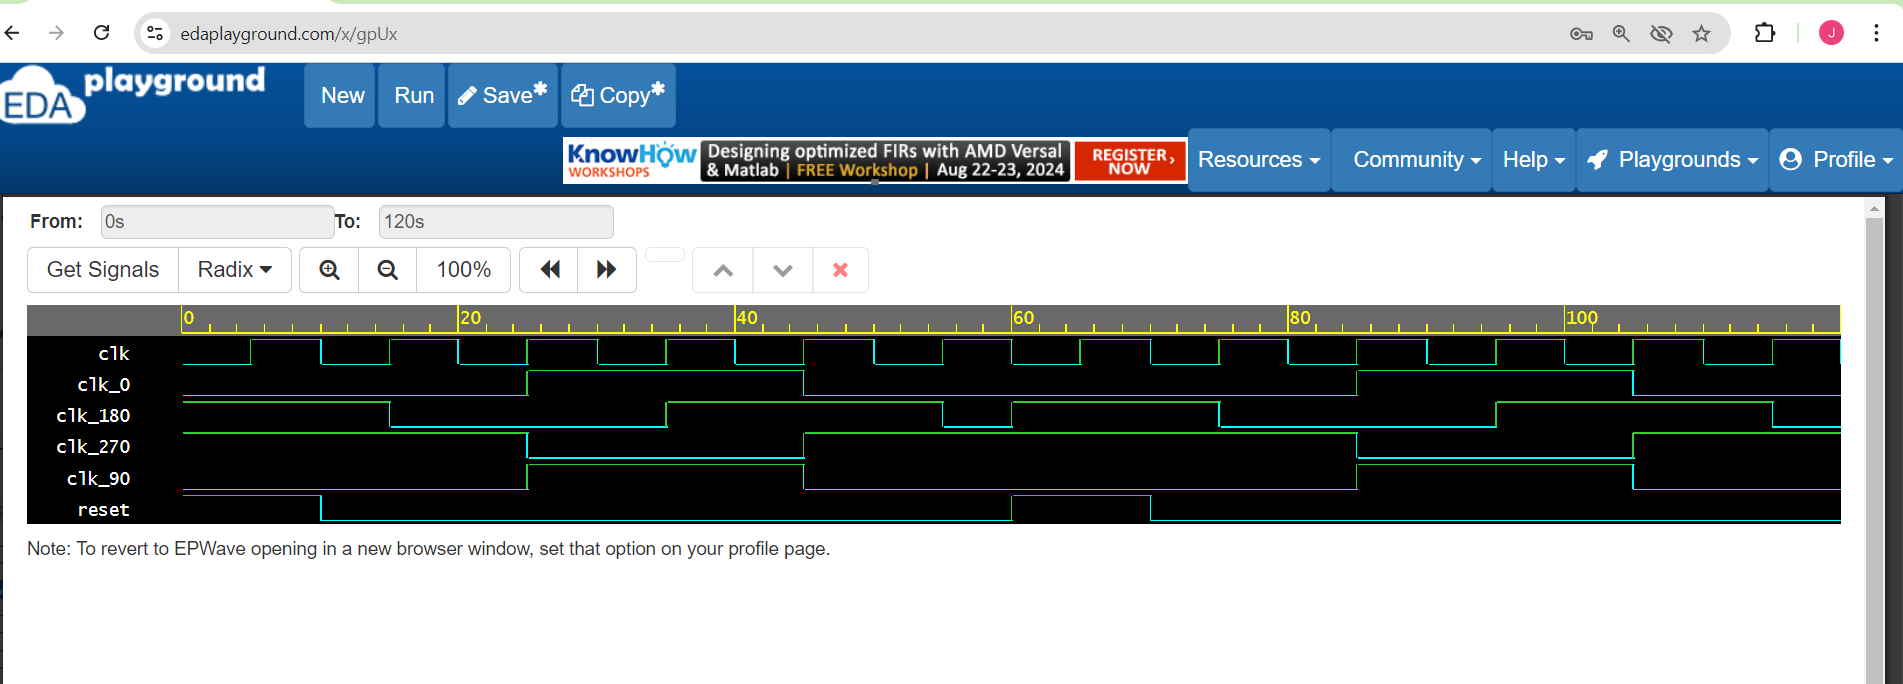 edaplayground.com/x/gpUx
J
EDA playground
New
Run
Save*
Copy*
KnowHow
WORKSHOPS
Designing optimized FIRs with AMD Versal
& Matlab | FREE Workshop | Aug 22-23, 2024
REGISTER ›
NOW
Resources
Community
Help
Playgrounds
Profile
From: 0s To: 120s
Get Signals Radix 100%
0 20 40 60 80 100
clk
clk_0
clk_180
clk_270
clk_90
reset
Note: To revert to EPWave opening in a new browser window, set that option on your profile page.